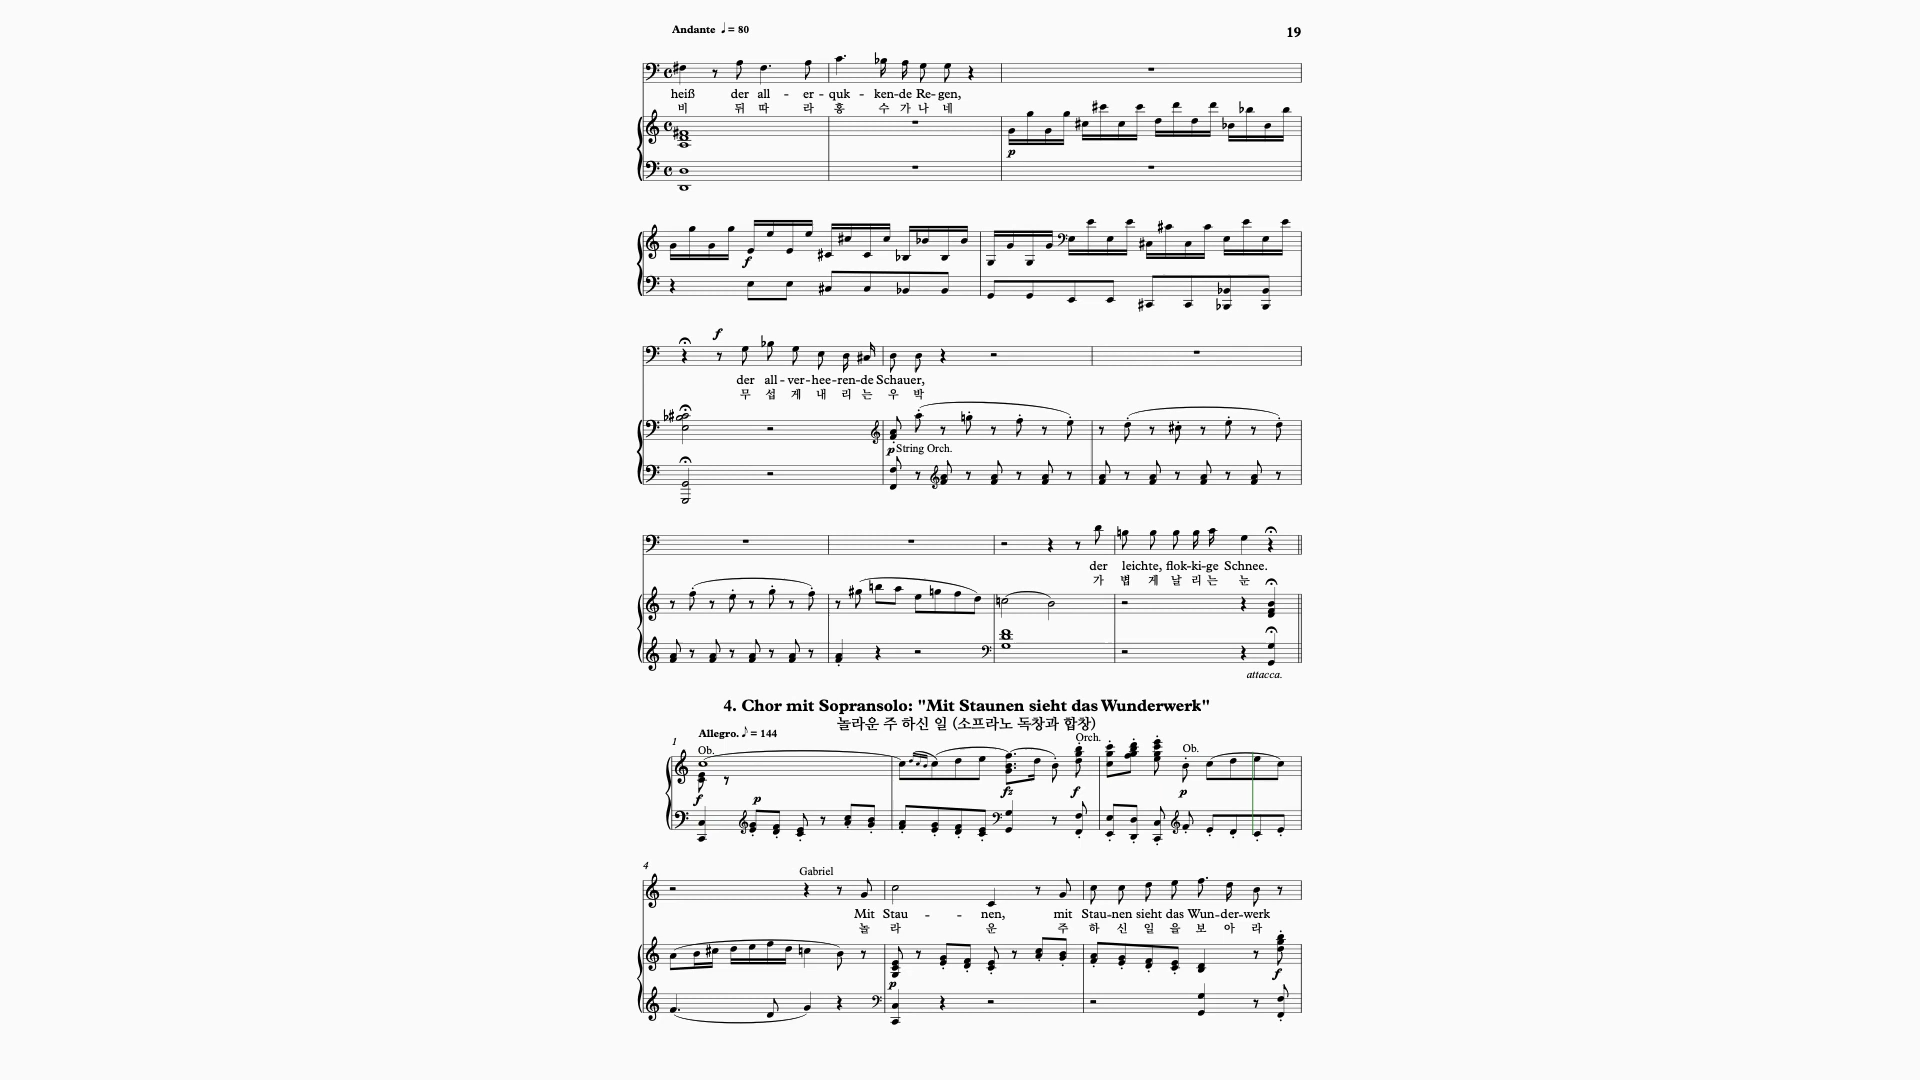 Andante ♩ = 80
19
heiß der all - er - quk - ken-de Re-gen,
비 뒤 따 라 흥 수 가 나 네
p
f
f
der all - ver - hee - ren - de Schauer,
무 섭 게 내 리 는 우 박
p String Orch.
der leichte, flok-ki-ge Schnee.
가 볍 게 날 리 는 눈
attacca.
4. Chor mit Sopransolo: "Mit Staunen sieht das Wunderwerk"
놀라운 주 하신 일 (소프라노 독창과 합창)
1 Allegro. ♪ = 144
Ob. Orch. Ob.
f p fz f p
4
Gabriel
Mit Stau - - nen, mit Stau-nen sieht das Wun-der-werk
놀 라 운 주 하 신 일 을 보 아 라
p f